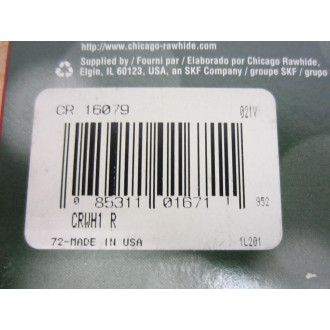 http://www.chicago-rawhide.com
Supplied by / Fourni par / Elaborado por Chicago Rawhide,
Elgin, IL 60123, USA, an SKF Company / groupe SKF / grupo
CR 16079 021V
0 85311 01671 1 952
CRWH1 R
72-MADE IN USA 1L201